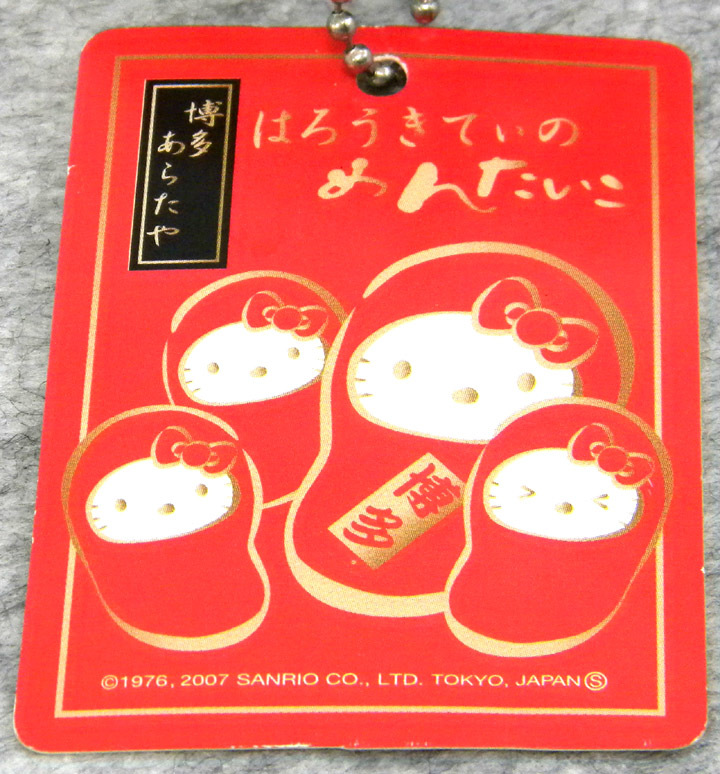 博多
あらたや
はろうきてぃの
めんたいこ
博多
©1976, 2007 SANRIO CO., LTD. TOKYO, JAPAN Ⓢ